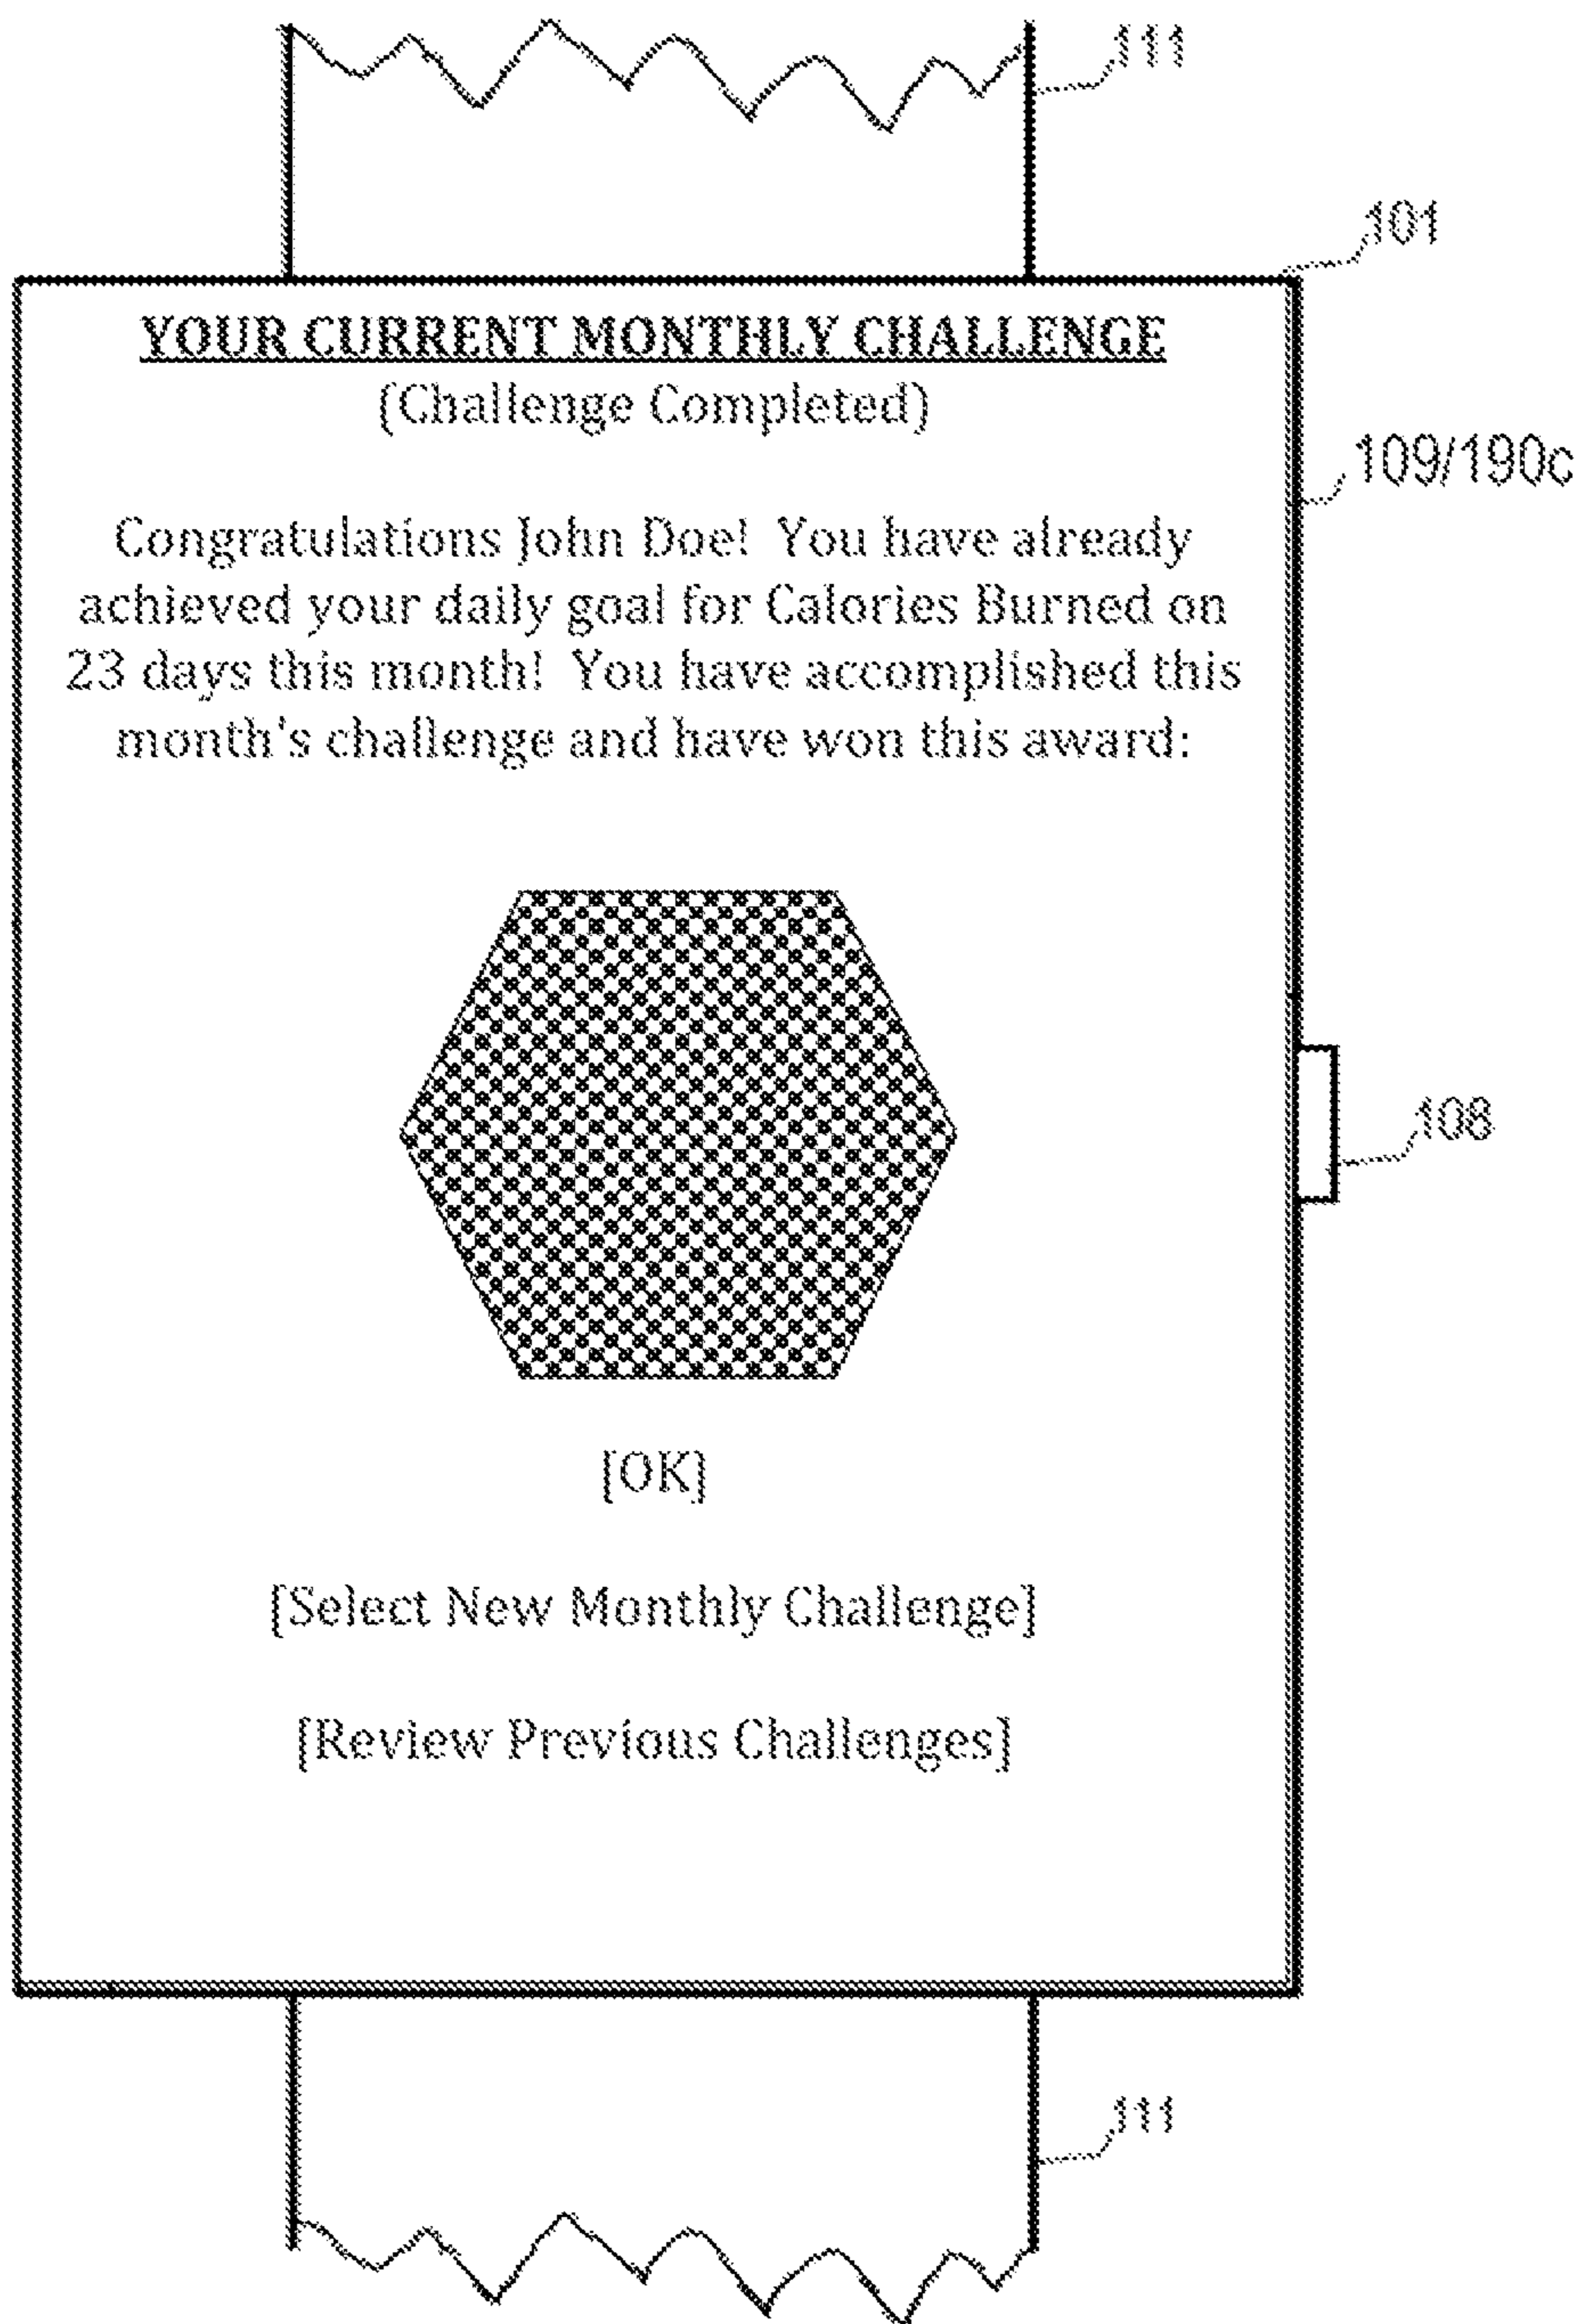 111
101
YOUR CURRENT MONTHLY CHALLENGE
(Challenge Completed)
109/190c
Congratulations John Doe!  You have already
achieved your daily goal for Calories Burned on
23 days this month!  You have accomplished this
month's challenge and have won this award:
108
[OK]
[Select New Monthly Challenge]
[Review Previous Challenges]
111